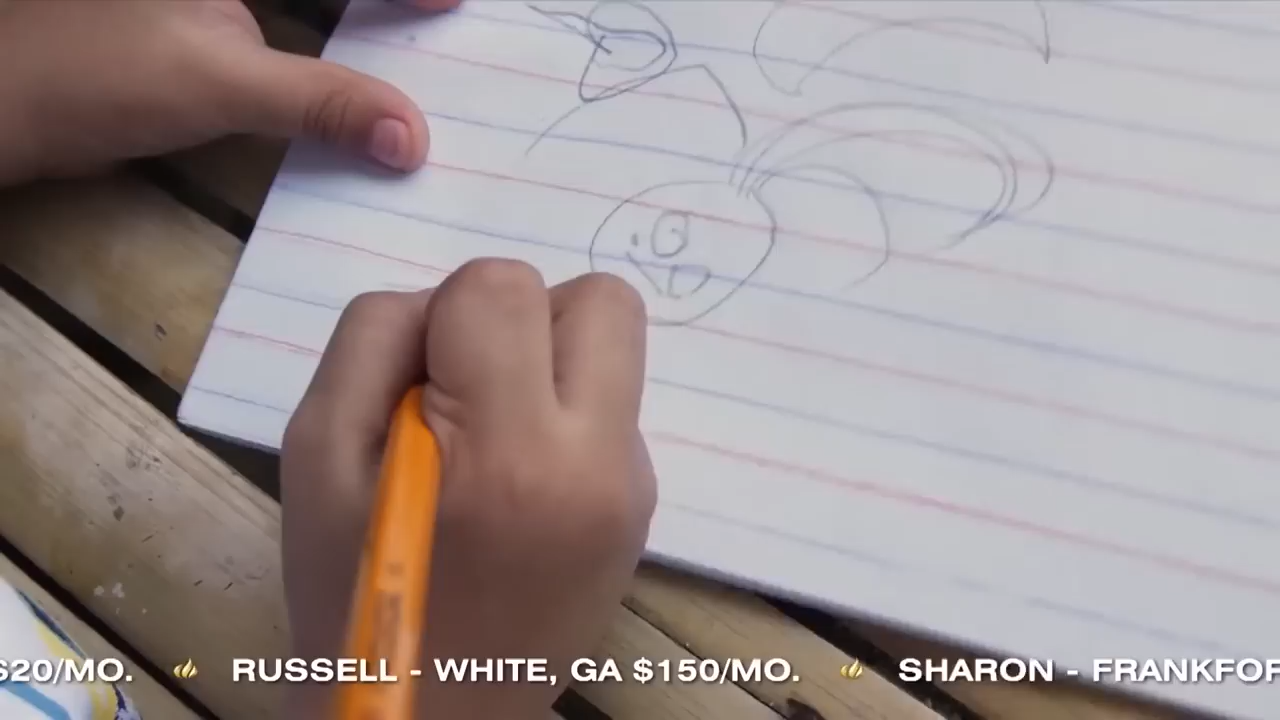 $20/MO. RUSSELL - WHITE, GA $150/MO. SHARON - FRANKFOR